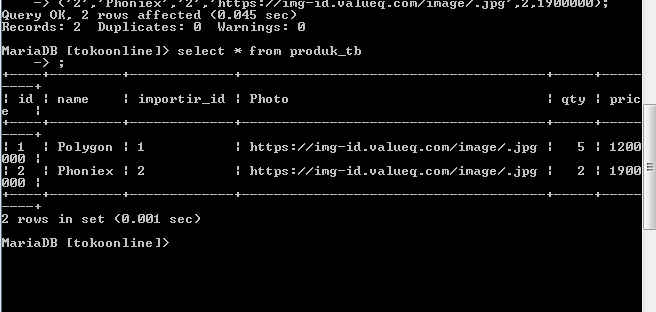 -> ('2','Phoniex','2','https://img-id.valueq.com/image/.jpg',2,1900000);
Query OK, 2 rows affected (0.045 sec)
Records: 2  Duplicates: 0  Warnings: 0
MariaDB [tokoonline]> select * from produk_tb
    -> ;
+----+---------+--------------+--------------------------------------+-----+----
-----+
| id | name    | importir_id | Photo                                | qty | pric
e    |
+----+---------+--------------+--------------------------------------+-----+----
-----+
| 1  | Polygon | 1           | https://img-id.valueq.com/image/.jpg |   5 | 1200
000 |
| 2  | Phoniex | 2           | https://img-id.valueq.com/image/.jpg |   2 | 1900
000 |
+----+---------+--------------+--------------------------------------+-----+----
-----+
2 rows in set (0.001 sec)
MariaDB [tokoonline]>